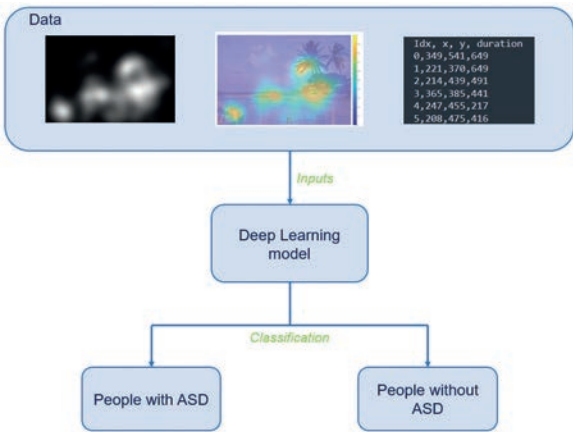 Data
Idx, x, y, duration
0,349,541,649
1,221,370,649
2,214,439,491
3,365,385,441
4,247,455,217
5,208,475,416
Inputs
Deep Learning
model
Classification
People with ASD
People without
ASD